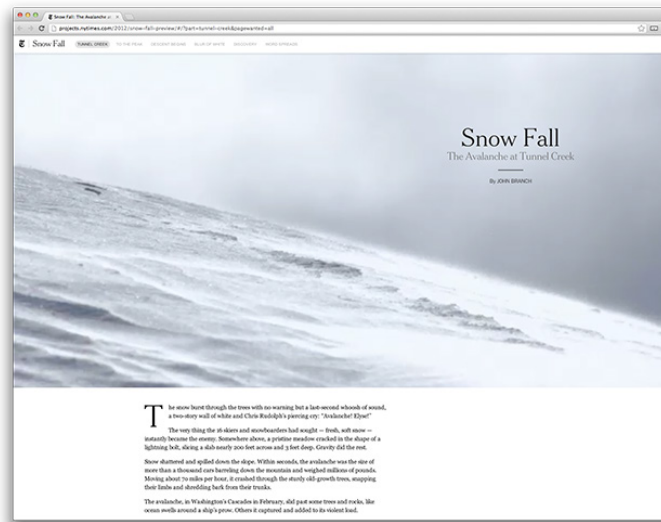 Snow Fall: The Avalanche at
projects.nytimes.com/2012/snow-fall-preview/#/?part=tunnel-creek&pagewanted=all
Snow Fall TUNNEL CREEK TO THE PEAK DESCENT BEGINS BLUR OF WHITE DISCOVERY WORD SPREADS
Snow Fall
The Avalanche at Tunnel Creek
By JOHN BRANCH
The snow burst through the trees with no warning but a last-second whoosh of sound,
a two-story wall of white and Chris Rudolph's piercing cry: "Avalanche! Elyse!"
The very thing the 16 skiers and snowboarders had sought — fresh, soft snow —
instantly became the enemy. Somewhere above, a pristine meadow cracked in the shape of a
lightning bolt, slicing a slab nearly 200 feet across and 3 feet deep. Gravity did the rest.
Snow shattered and spilled down the slope. Within seconds, the avalanche was the size of
more than a thousand cars barreling down the mountain and weighed millions of pounds.
Moving about 70 miles per hour, it crashed through the sturdy old-growth trees, snapping
their limbs and shredding bark from their trunks.
The avalanche, in Washington's Cascades in February, slid past some trees and rocks, like
ocean swells around a ship's prow. Others it captured and added to its violent load.